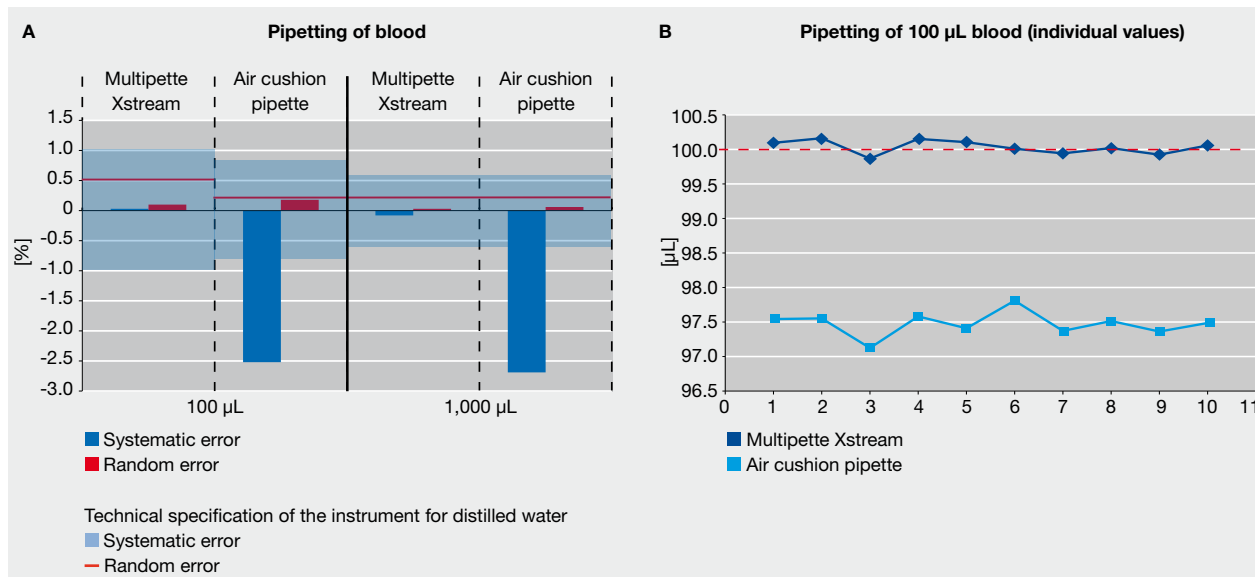 A
Pipetting of blood
Multipette
Xstream
Air cushion
pipette
Multipette
Xstream
Air cushion
pipette
1.5
1.0
0.5
0
-0.5
-1.0
-1.5
-2.0
-2.5
-3.0
[%]
100 µL
1,000 µL
Systematic error
Random error
Technical specification of the instrument for distilled water
Systematic error
Random error
B
Pipetting of 100 µL blood (individual values)
100.5
100.0
99.5
99.0
98.5
98.0
97.5
97.0
96.5
[µL]
0 1 2 3 4 5 6 7 8 9 10 11
Multipette Xstream
Air cushion pipette